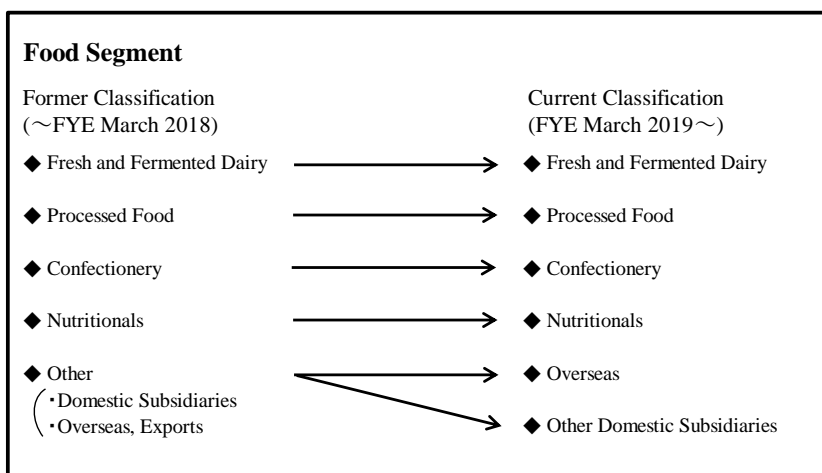 Food Segment
Former Classification
(～FYE March 2018)
◆ Fresh and Fermented Dairy
◆ Processed Food
◆ Confectionery
◆ Nutritionals
◆ Other
・Domestic Subsidiaries
・Overseas, Exports
Current Classification
(FYE March 2019～)
◆ Fresh and Fermented Dairy
◆ Processed Food
◆ Confectionery
◆ Nutritionals
◆ Overseas
◆ Other Domestic Subsidiaries